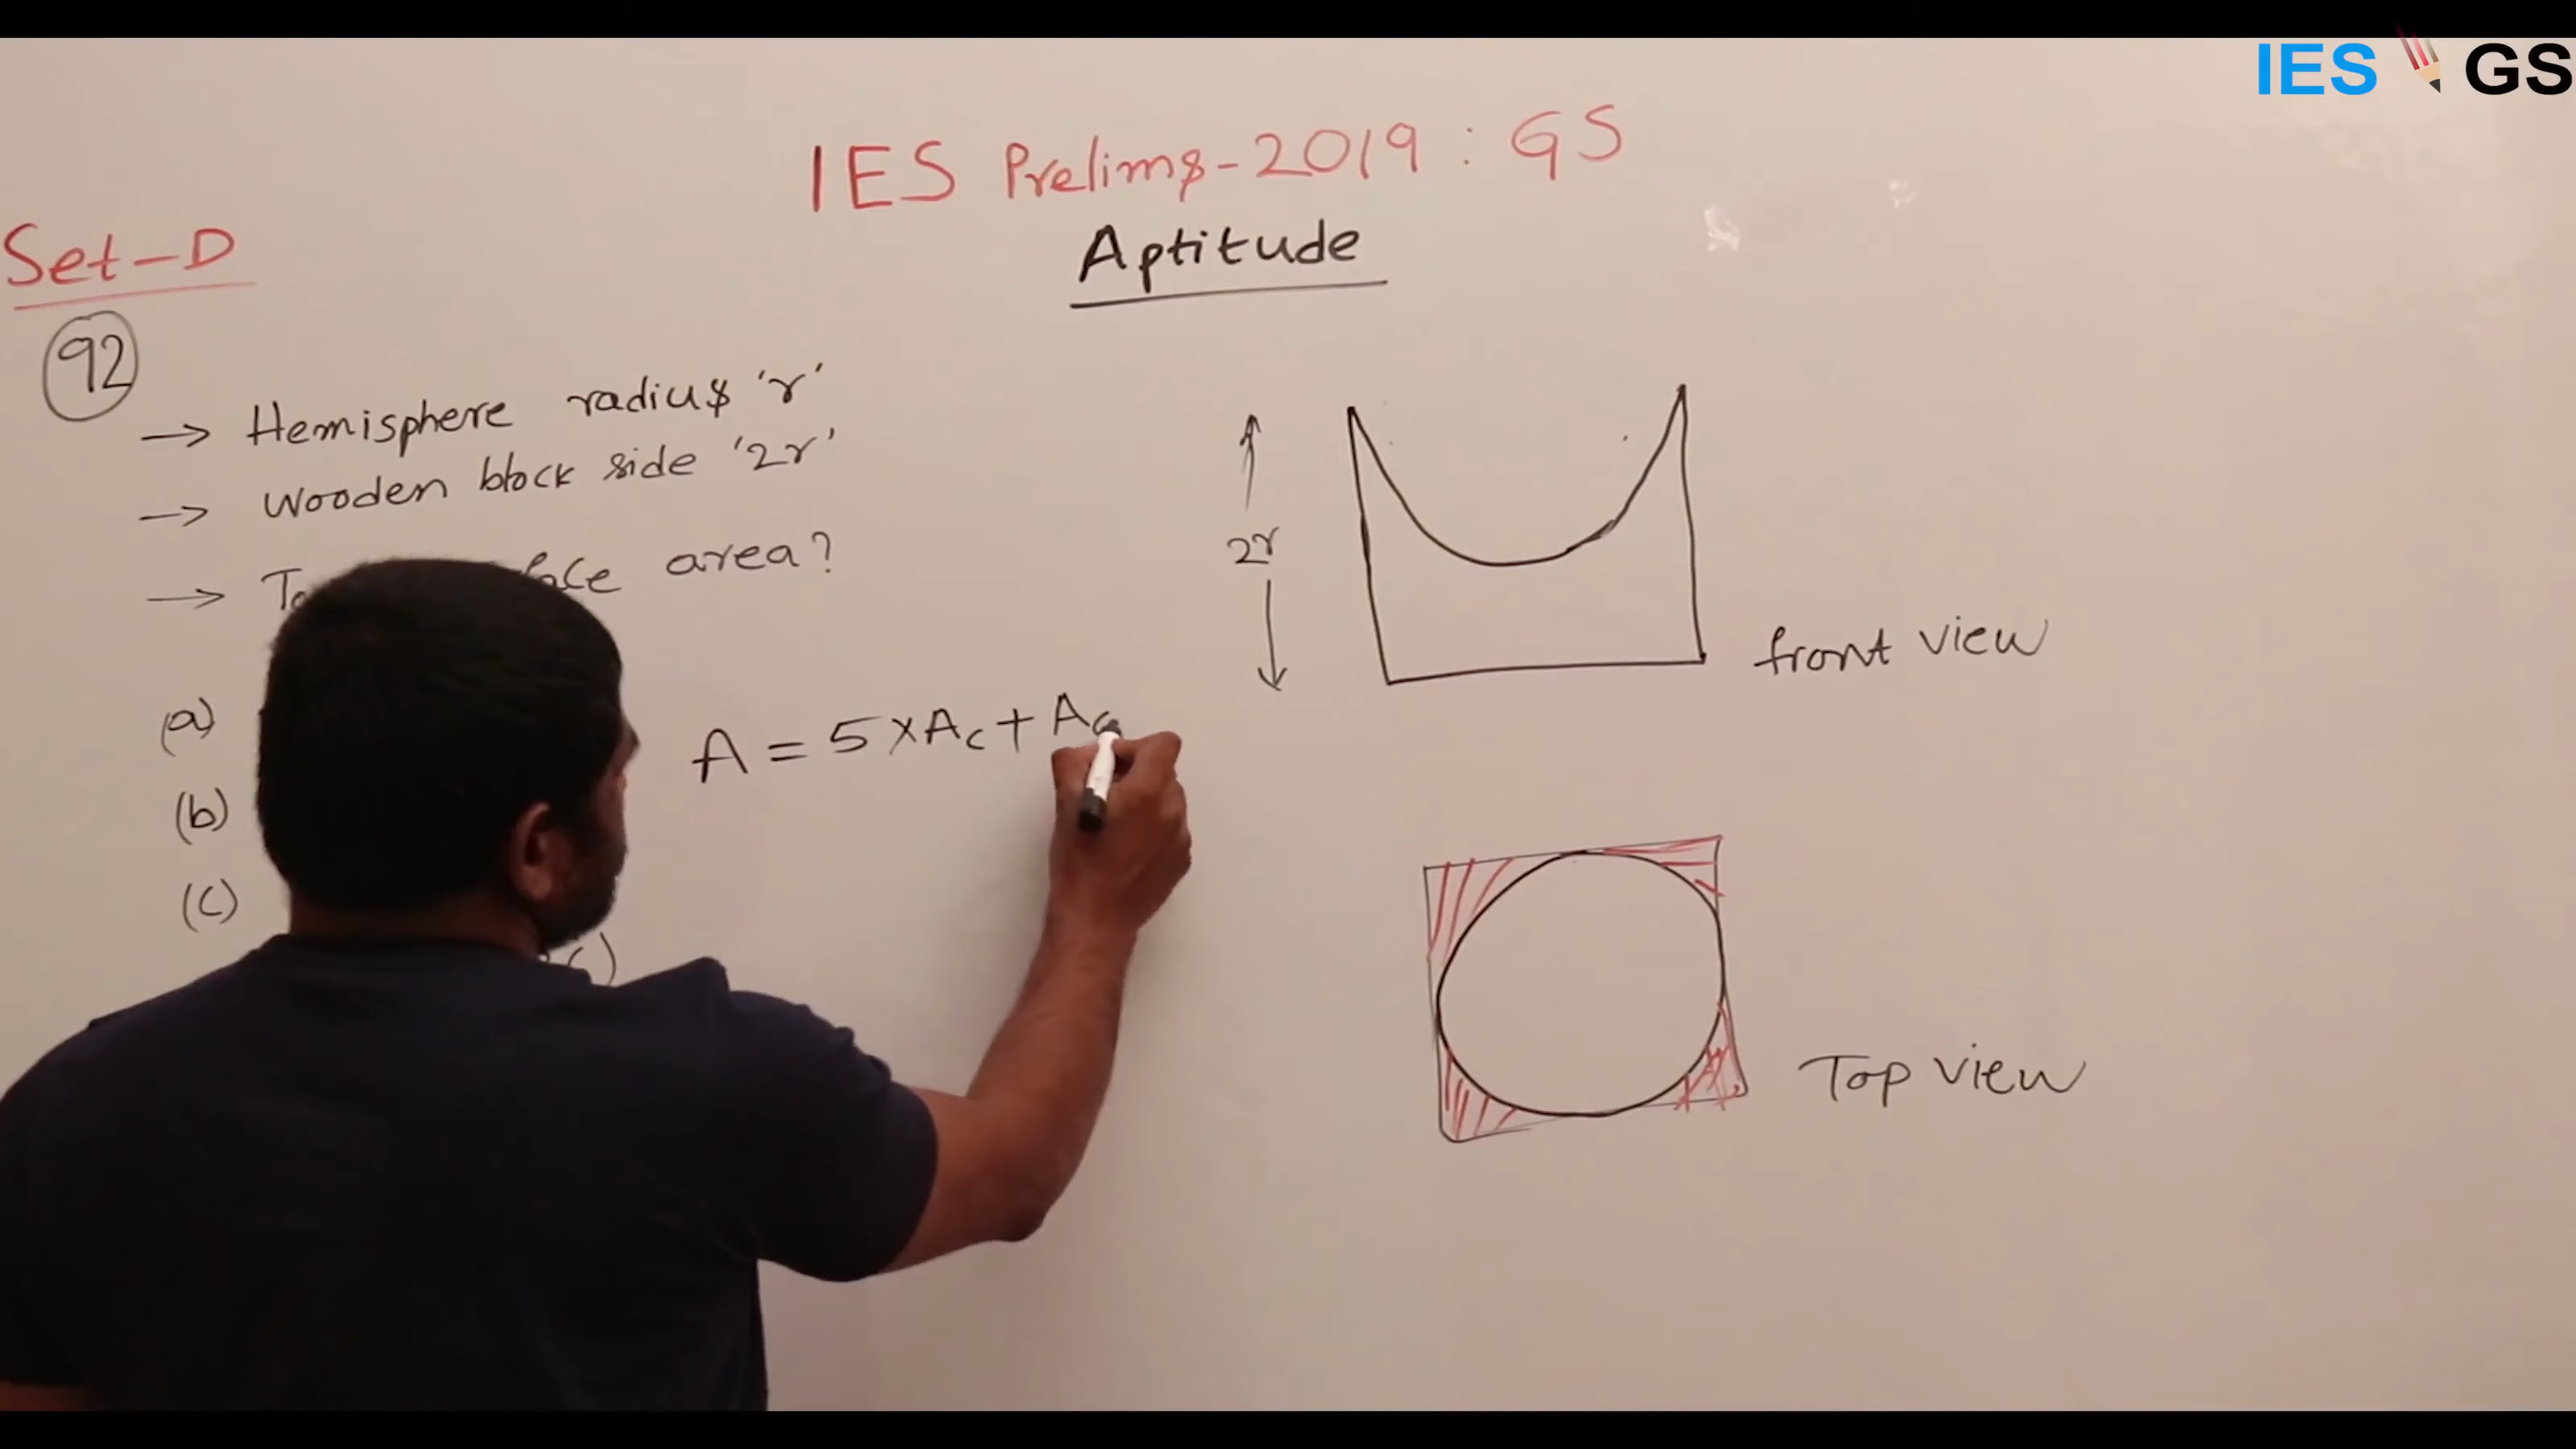 IES GS
IES Prelims-2019 : GS
Aptitude
Set-D
92
→ Hemisphere radius 'r'
→ Wooden block side '2r'
→ area?
(a)
(b)
(c)
A = 5 × Ac + A
2r
front view
Top view